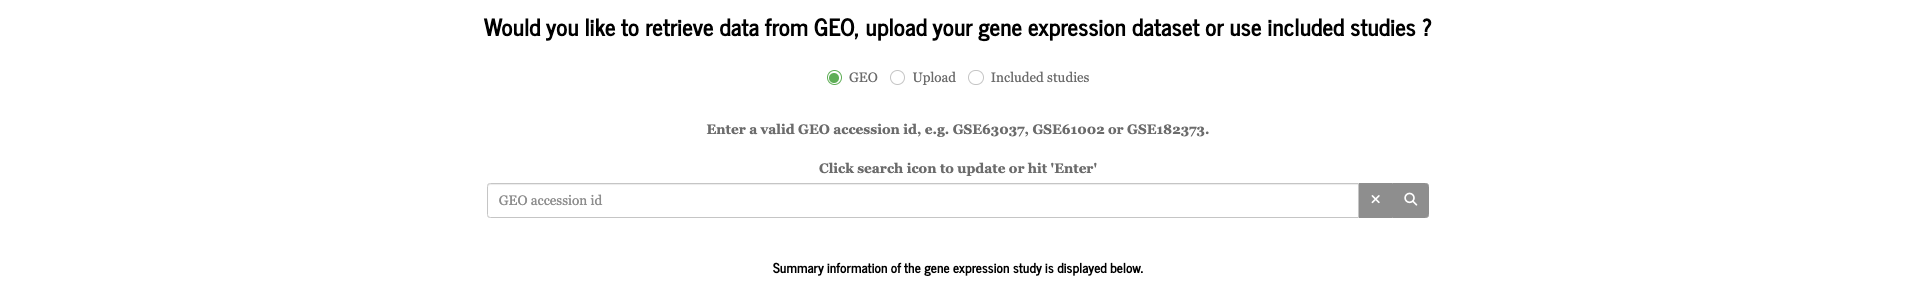 Would you like to retrieve data from GEO, upload your gene expression dataset or use included studies ?
GEO Upload Included studies
Enter a valid GEO accession id, e.g. GSE63037, GSE61002 or GSE182373.
Click search icon to update or hit 'Enter'
GEO accession id
Summary information of the gene expression study is displayed below.